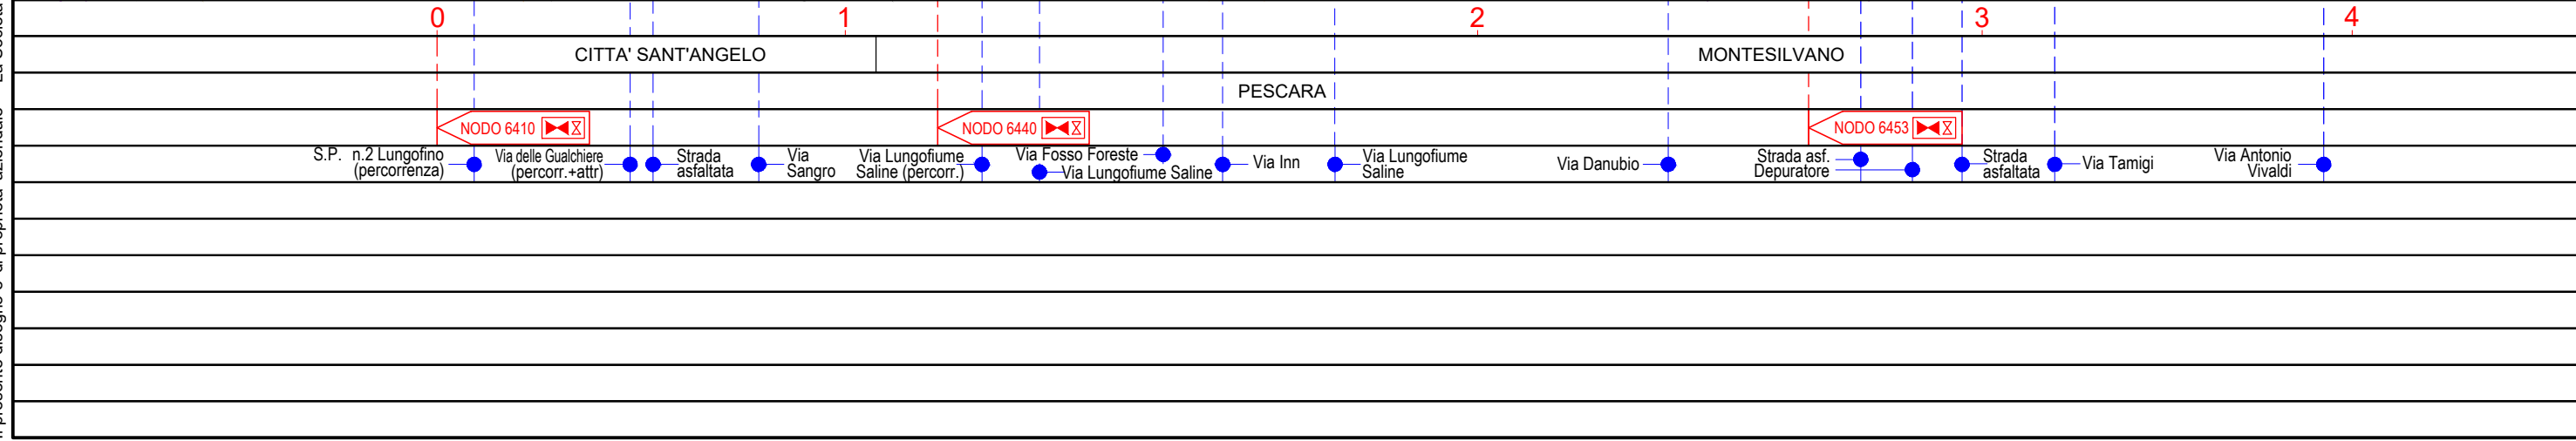 0 1 2 3 4
CITTA' SANT'ANGELO MONTESILVANO
PESCARA
NODO 6410 NODO 6440 NODO 6453
S.P. n.2 Lungofino
(percorrenza)
Via delle Gualchiere
(percorr.+attr)
Strada
asfaltata
Via
Sangro
Via Lungofiume
Saline (percorr.)
Via Fosso Foreste
Via Lungofiume Saline
Via Inn
Via Lungofiume
Saline
Via Danubio
Strada asf.
Depuratore
Strada
asfaltata
Via Tamigi
Via Antonio
Vivaldi